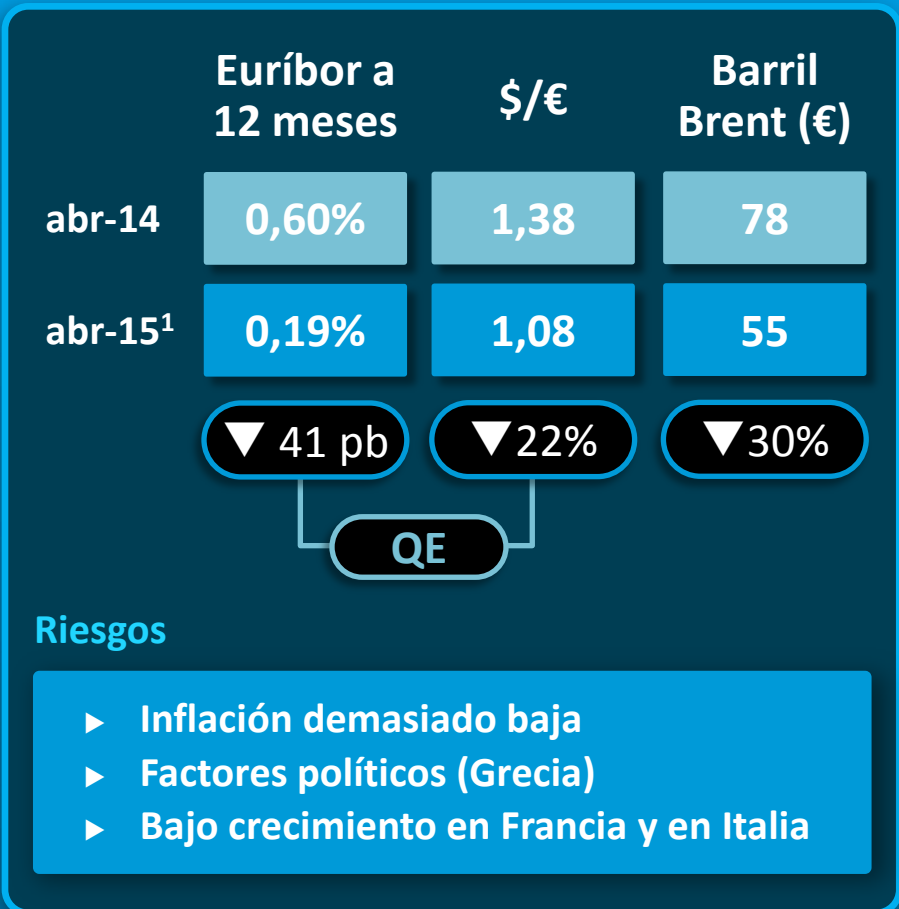 Euríbor a 12 meses $/€ Barril Brent (€)
abr-14 0,60% 1,38 78
abr-15¹ 0,19% 1,08 55
▼ 41 pb ▼22% ▼30%
QE
Riesgos
► Inflación demasiado baja
► Factores políticos (Grecia)
► Bajo crecimiento en Francia y en Italia